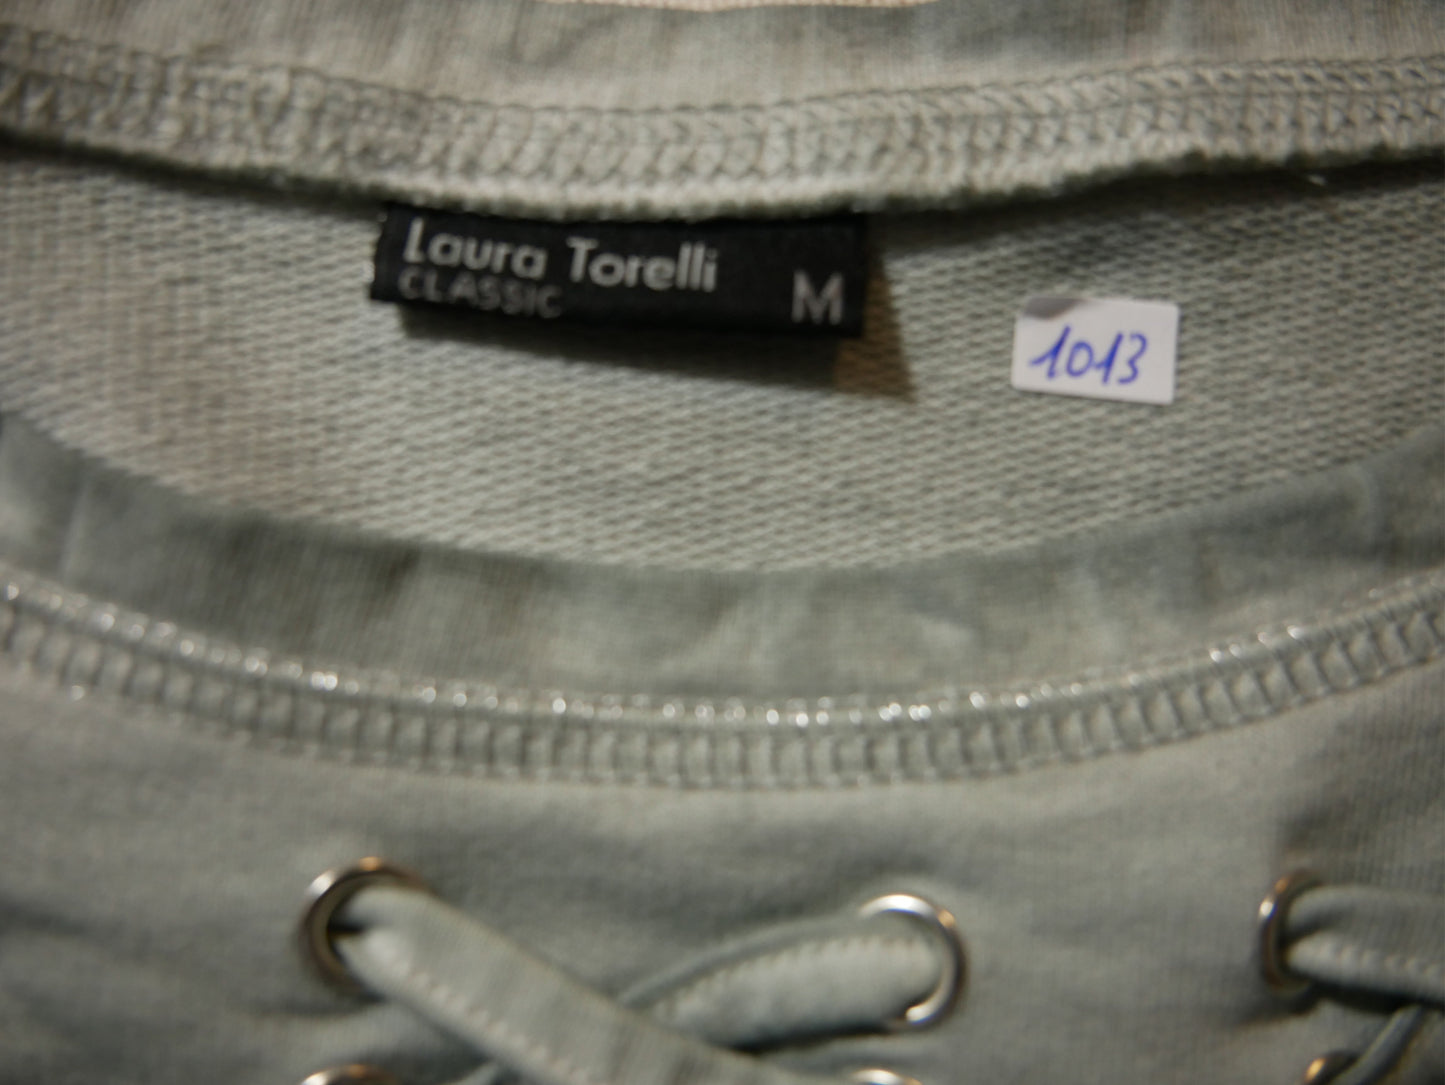 Laura Torelli
CLASSIC
M
1013